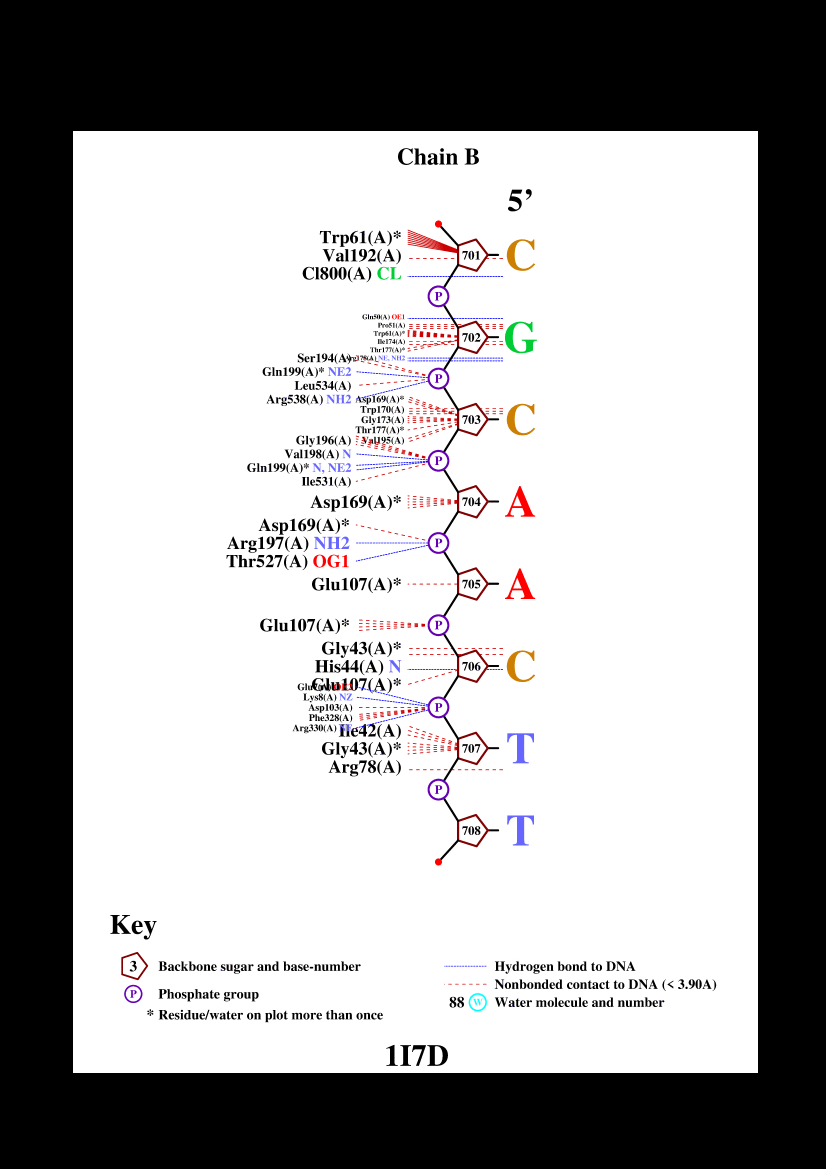 Chain B
5’
Trp61(A)*
Val192(A)
Cl800(A) CL
701
C
P
Gln50(A) OE1
Pro51(A)
Trp61(A)*
Ile174(A)
Thr177(A)*
NE, NH2
702
G
Ser194(A)
Gln199(A)* NE2
Leu534(A)
Arg538(A) NH2
P
Asp169(A)*
Trp170(A)
Gly173(A)
Thr177(A)*
Val195(A)
703
C
Gly196(A)
Val198(A) N
Gln199(A)* N, NE2
Ile531(A)
P
Asp169(A)*
704
A
Asp169(A)*
Arg197(A) NH2
Thr527(A) OG1
P
Glu107(A)*
705
A
Glu107(A)*
P
Gly43(A)*
His44(A) N
Glu107(A)*
706
C
Lys8(A) NZ
Asp103(A)
Phe328(A)
Arg330(A)
P
Ile42(A)
Gly43(A)*
Arg78(A)
707
T
P
708
T
Key
3 Backbone sugar and base-number
P Phosphate group
* Residue/water on plot more than once
Hydrogen bond to DNA
Nonbonded contact to DNA (< 3.90A)
88 W Water molecule and number
1I7D